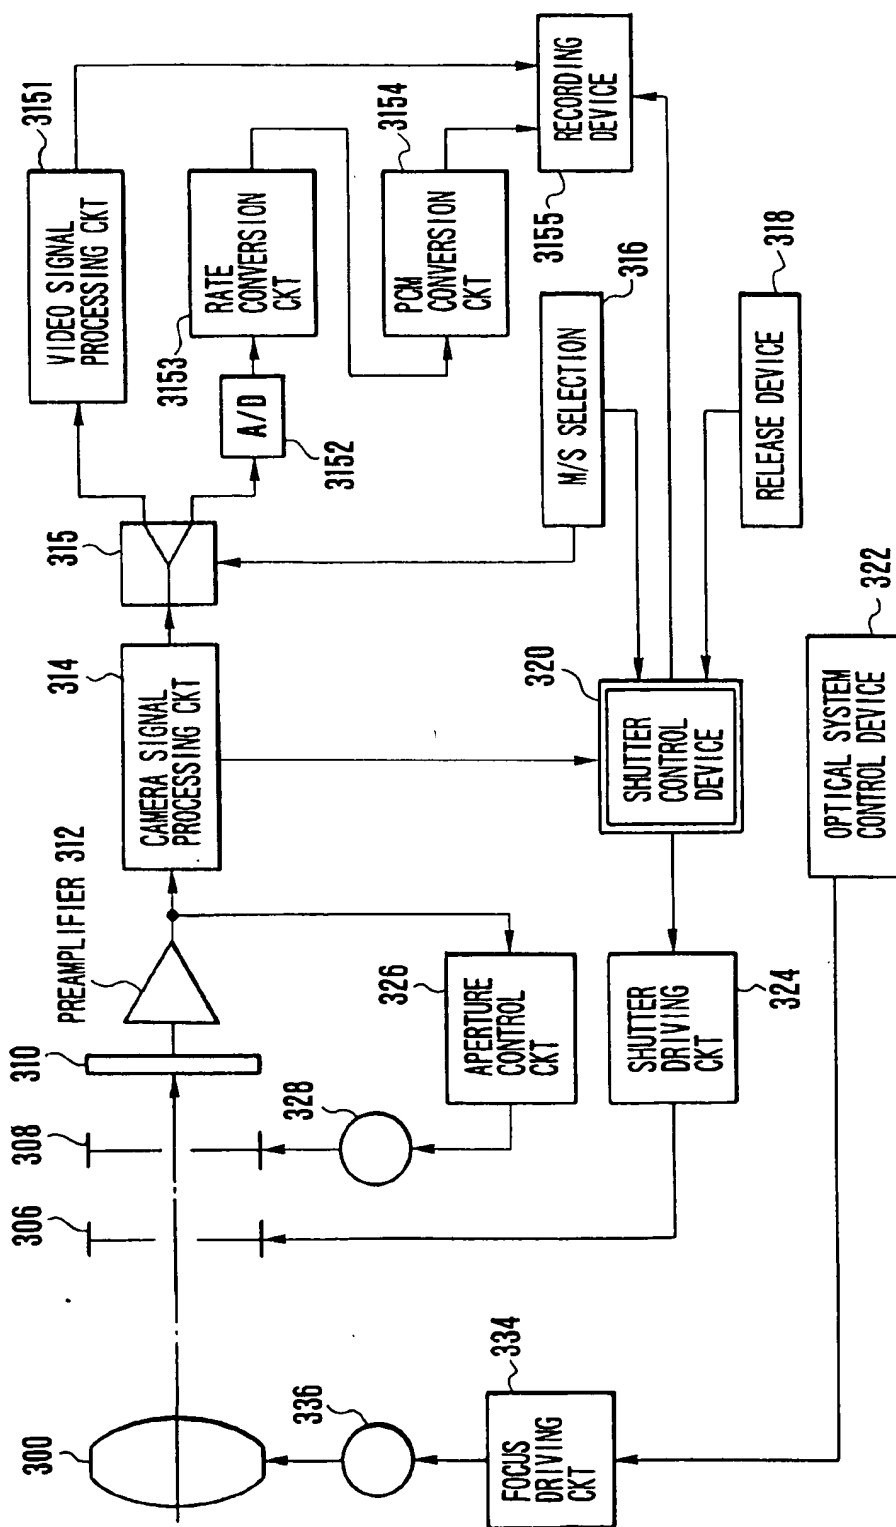 300
306
308
310
PREAMPLIFIER 312
CAMERA SIGNAL
PROCESSING CKT
314
315
VIDEO SIGNAL
PROCESSING CKT
3151
A/D
3152
RATE
CONVERSION
CKT
3153
PCM
CONVERSION
CKT
3154
RECORDING
DEVICE
3155
M/S SELECTION
316
RELEASE DEVICE
318
SHUTTER
CONTROL
DEVICE
320
OPTICAL SYSTEM
CONTROL DEVICE
322
SHUTTER
DRIVING
CKT
324
APERTURE
CONTROL
CKT
326
328
336
FOCUS
DRIVING
CKT
334